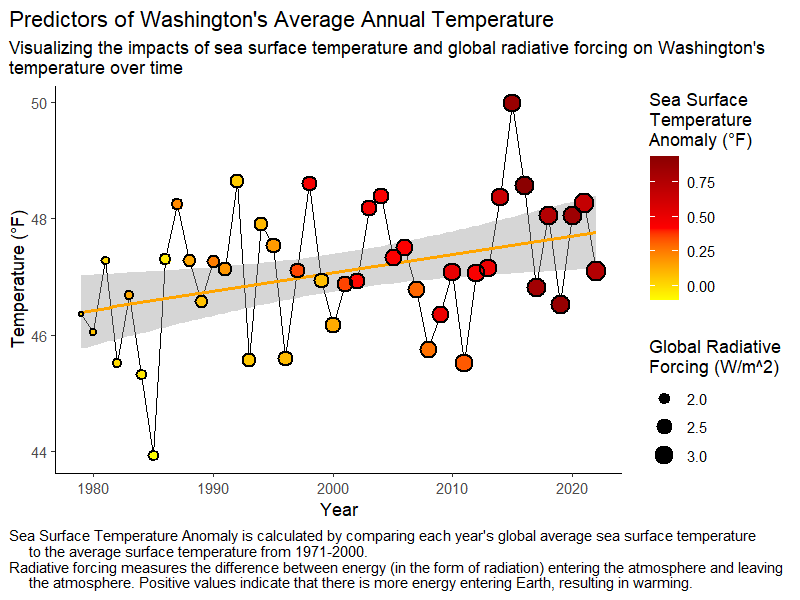 Predictors of Washington's Average Annual Temperature
Visualizing the impacts of sea surface temperature and global radiative forcing on Washington's
temperature over time
50
48
46
44
Temperature (°F)
1980
1990
2000
2010
2020
Year
Sea Surface
Temperature
Anomaly (°F)
0.75
0.50
0.25
0.00
Global Radiative
Forcing (W/m^2)
2.0
2.5
3.0
Sea Surface Temperature Anomaly is calculated by comparing each year's global average sea surface temperature
to the average surface temperature from 1971-2000.
Radiative forcing measures the difference between energy (in the form of radiation) entering the atmosphere and leaving
the atmosphere. Positive values indicate that there is more energy entering Earth, resulting in warming.